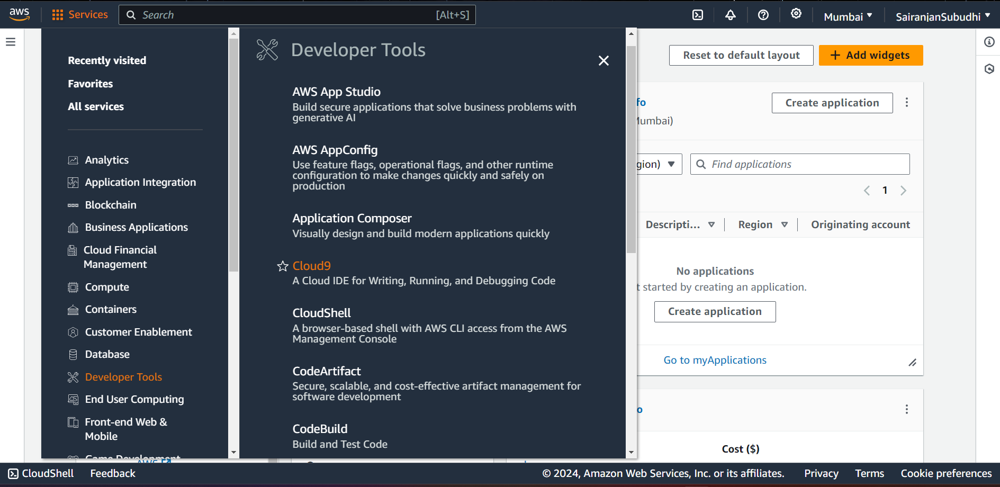 aws
Services
Search
[Alt+S]
Mumbai
SairanjanSubudhi
Recently visited
Favorites
All services
Analytics
Application Integration
Blockchain
Business Applications
Cloud Financial
Management
Compute
Containers
Customer Enablement
Database
Developer Tools
End User Computing
Front-end Web &
Mobile
Game Development
AWS
Developer Tools
AWS App Studio
Build secure applications that solve business problems with
generative AI
AWS AppConfig
Use feature flags, operational flags, and other runtime
configuration to make changes quickly and safely on
production
Application Composer
Visually design and build modern applications quickly
Cloud9
A Cloud IDE for Writing, Running, and Debugging Code
CloudShell
A browser-based shell with AWS CLI access from the AWS
Management Console
CodeArtifact
Secure, scalable, and cost-effective artifact management for
software development
CodeBuild
Build and Test Code
Reset to default layout
+ Add widgets
fo
Create application
Mumbai)
gion)
Find applications
1
Descripti...
Region
Originating account
No applications
t started by creating an application.
Create application
Go to myApplications
o
Cost ($)
CloudShell
Feedback
© 2024, Amazon Web Services, Inc. or its affiliates.
Privacy
Terms
Cookie preferences